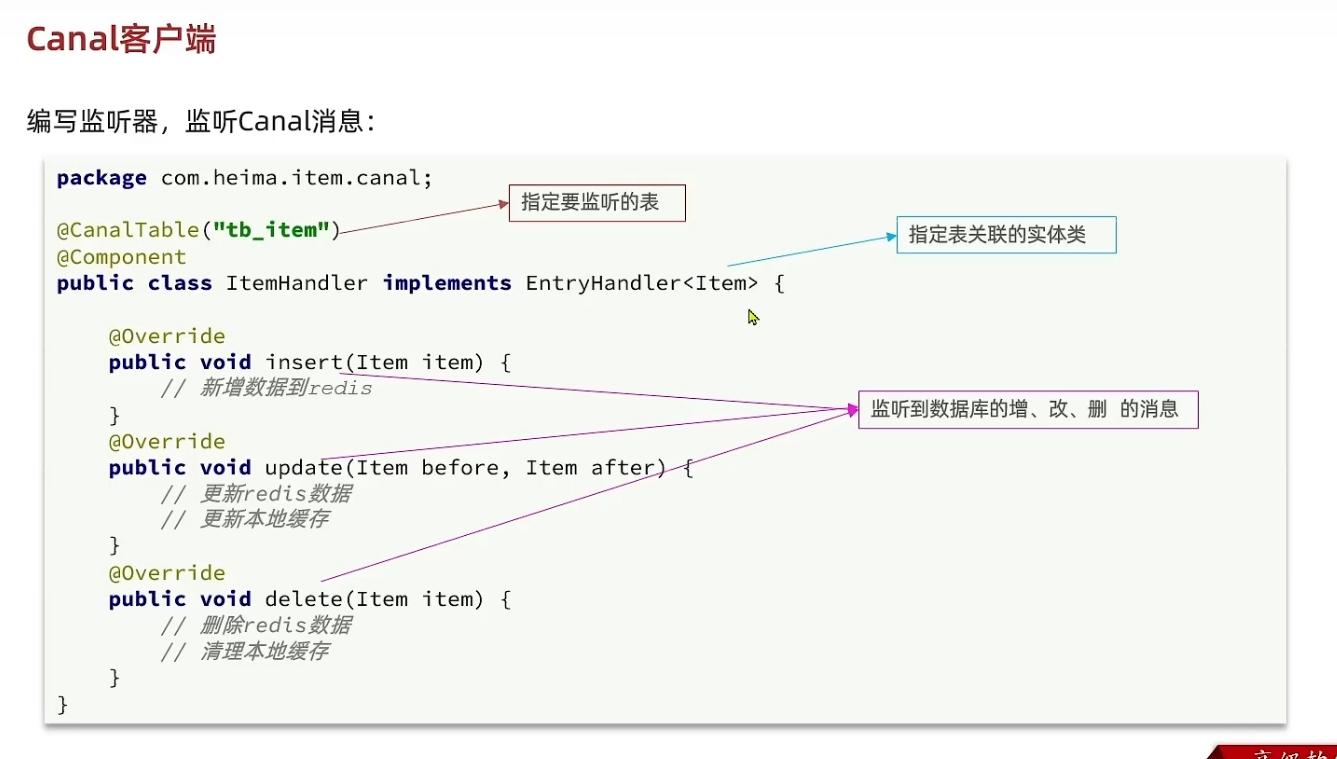 Canal客户端
编写监听器，监听Canal消息：
package com.heima.item.canal;
指定要监听的表
@CanalTable("tb_item")
指定表关联的实体类
@Component
public class ItemHandler implements EntryHandler<Item> {
@Override
public void insert(Item item) {
// 新增数据到redis
}
监听到数据库的增、改、删 的消息
@Override
public void update(Item before, Item after) {
// 更新redis数据
// 更新本地缓存
}
@Override
public void delete(Item item) {
// 删除redis数据
// 清理本地缓存
}
}